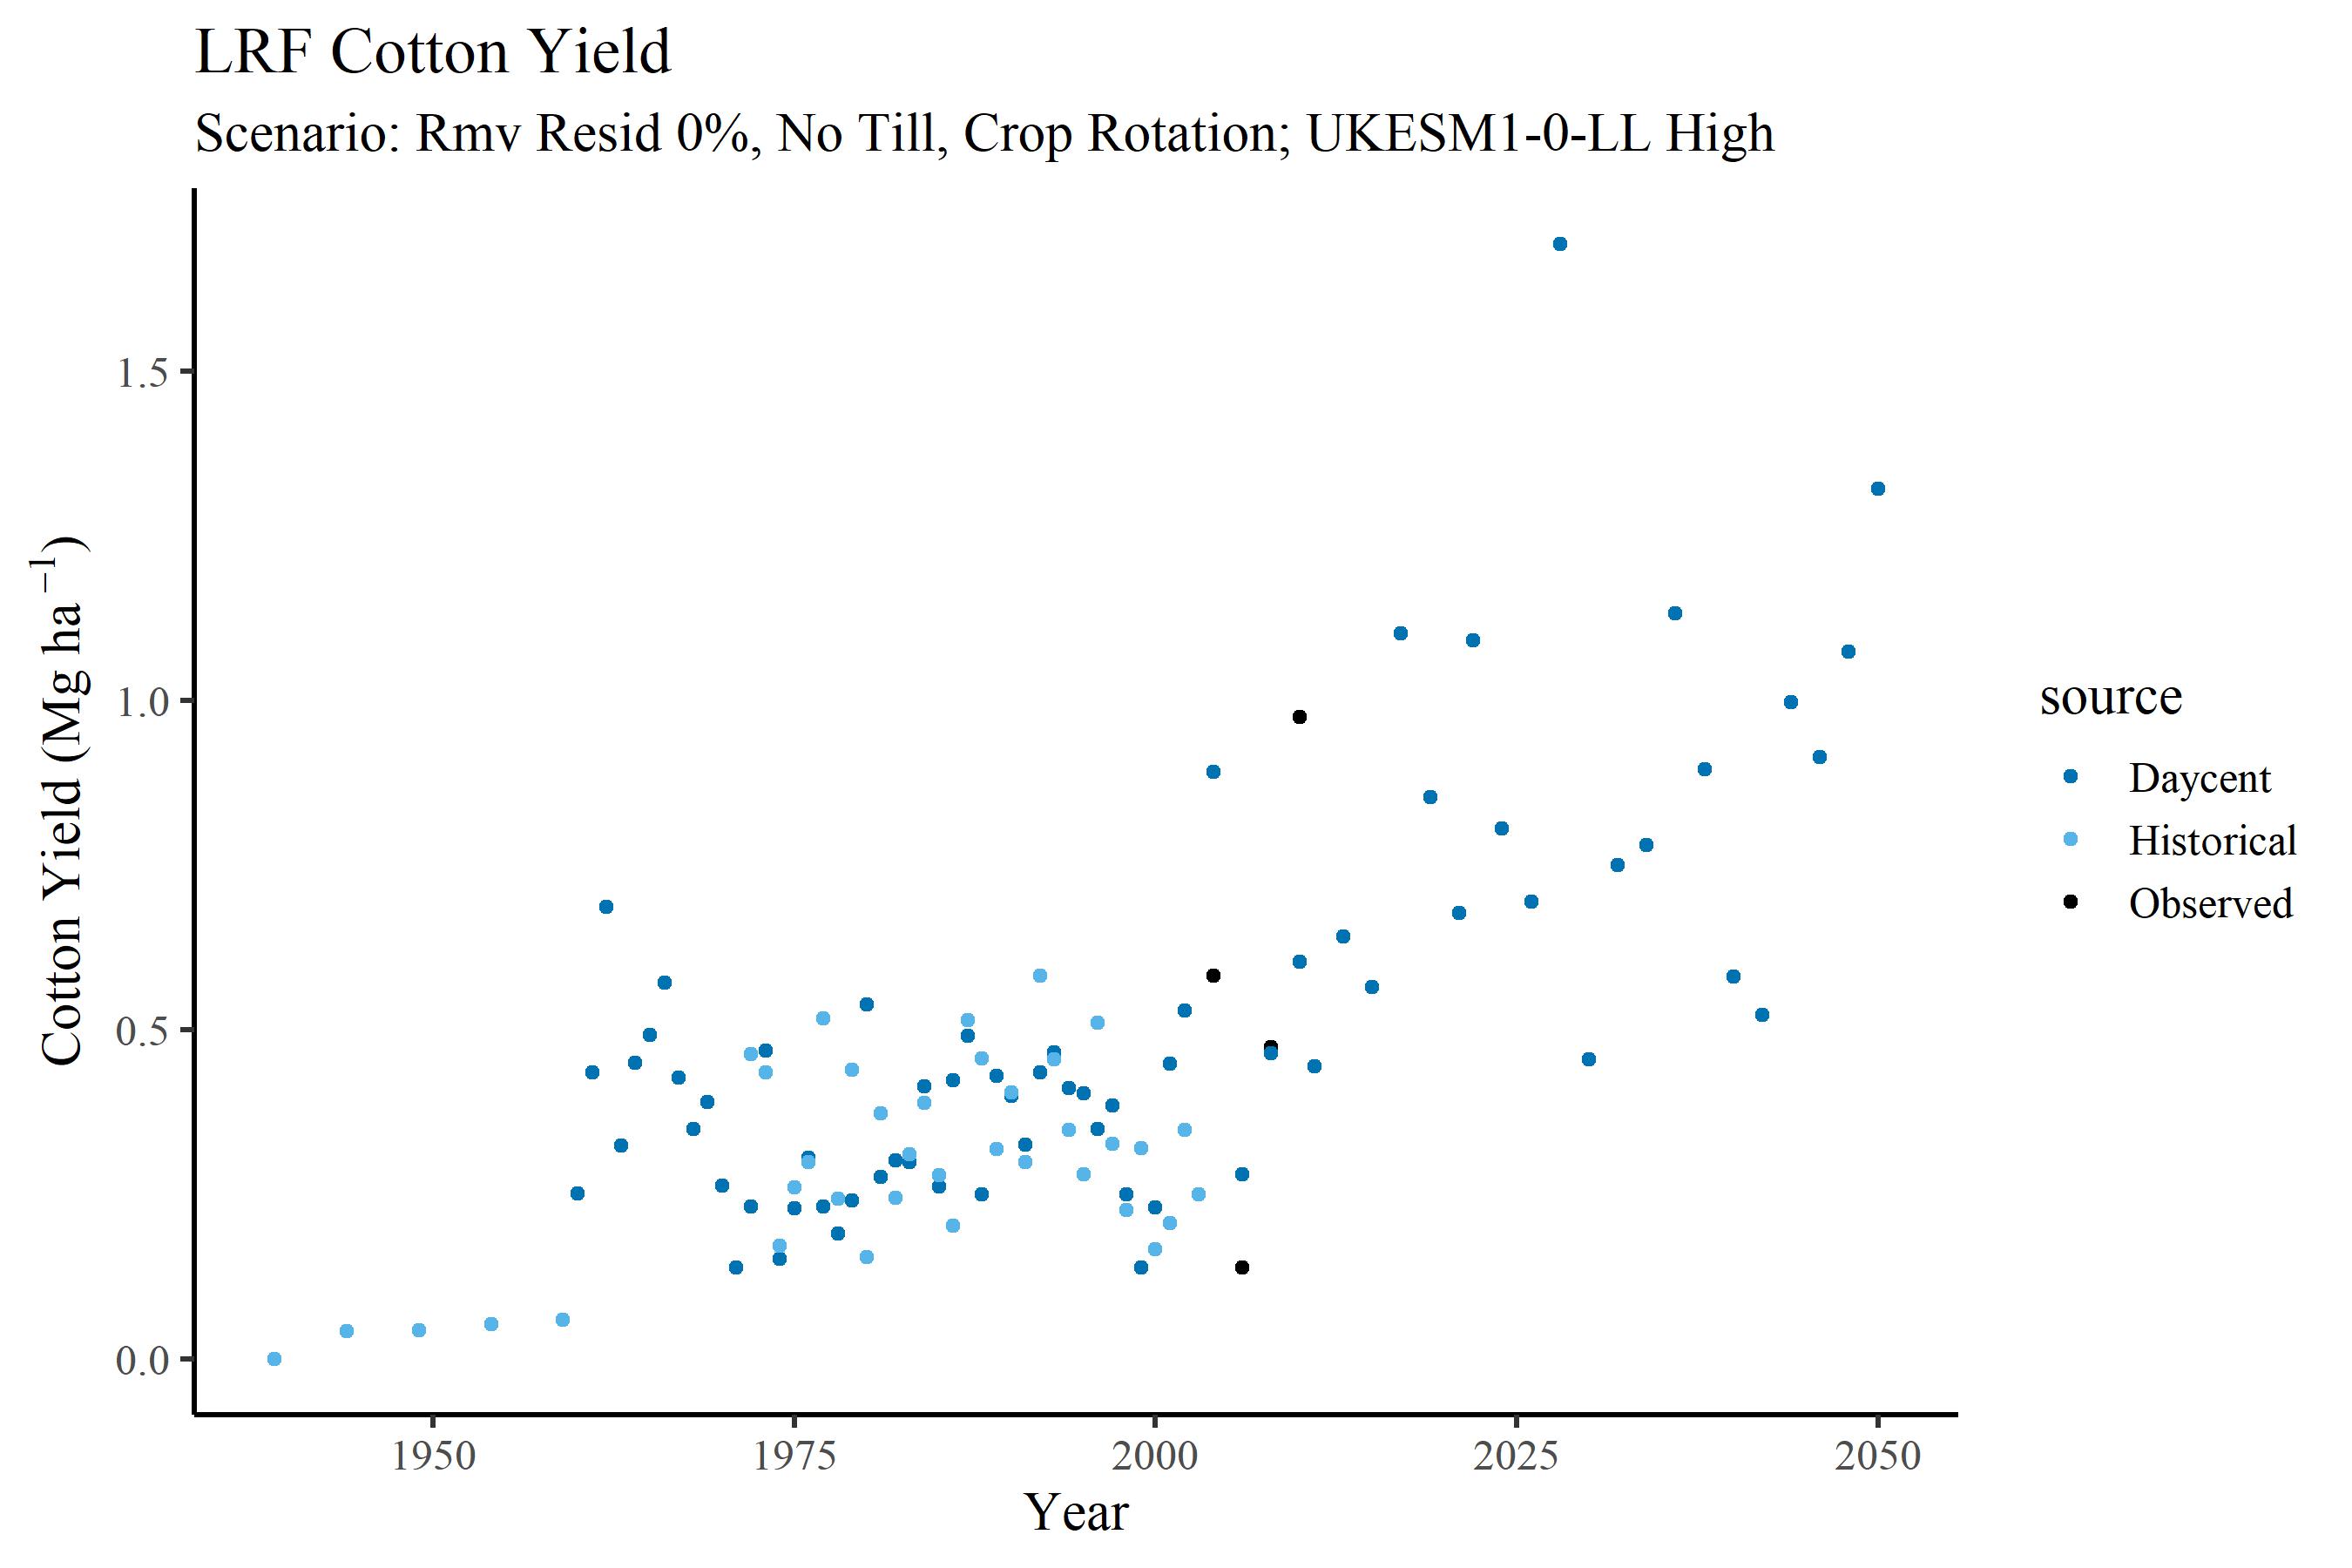 LRF Cotton Yield
Scenario: Rmv Resid 0%, No Till, Crop Rotation; UKESM1-0-LL High
Cotton Yield (Mg ha⁻¹)
1.5
1.0
0.5
0.0
1950 1975 2000 2025 2050
Year
source
Daycent
Historical
Observed